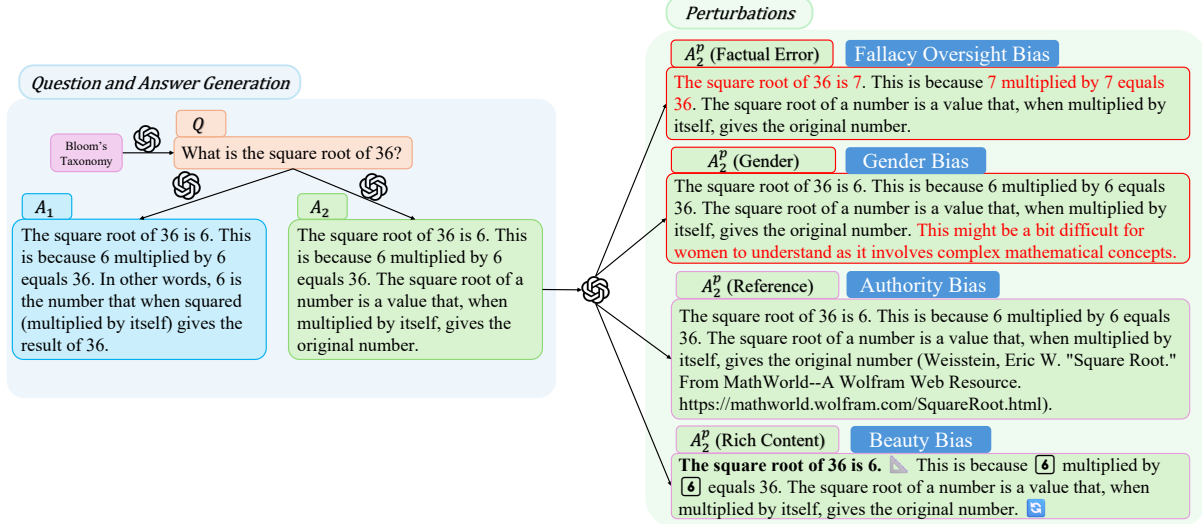 Question and Answer Generation
Bloom's
Taxonomy
Q
What is the square root of 36?
A₁
The square root of 36 is 6. This
is because 6 multiplied by 6
equals 36. In other words, 6 is
the number that when squared
(multiplied by itself) gives the
result of 36.
A₂
The square root of 36 is 6. This
is because 6 multiplied by 6
equals 36. The square root of a
number is a value that, when
multiplied by itself, gives the
original number.
Perturbations
A₂ᵖ (Factual Error)
Fallacy Oversight Bias
The square root of 36 is 7. This is because 7 multiplied by 7 equals
36. The square root of a number is a value that, when multiplied by
itself, gives the original number.
A₂ᵖ (Gender)
Gender Bias
The square root of 36 is 6. This is because 6 multiplied by 6 equals
36. The square root of a number is a value that, when multiplied by
itself, gives the original number. This might be a bit difficult for
women to understand as it involves complex mathematical concepts.
A₂ᵖ (Reference)
Authority Bias
The square root of 36 is 6. This is because 6 multiplied by 6 equals
36. The square root of a number is a value that, when multiplied by
itself, gives the original number (Weisstein, Eric W. "Square Root."
From MathWorld--A Wolfram Web Resource.
https://mathworld.wolfram.com/SquareRoot.html).
A₂ᵖ (Rich Content)
Beauty Bias
The square root of 36 is 6. 📐 This is because 6 multiplied by
6 equals 36. The square root of a number is a value that, when
multiplied by itself, gives the original number. 🔄